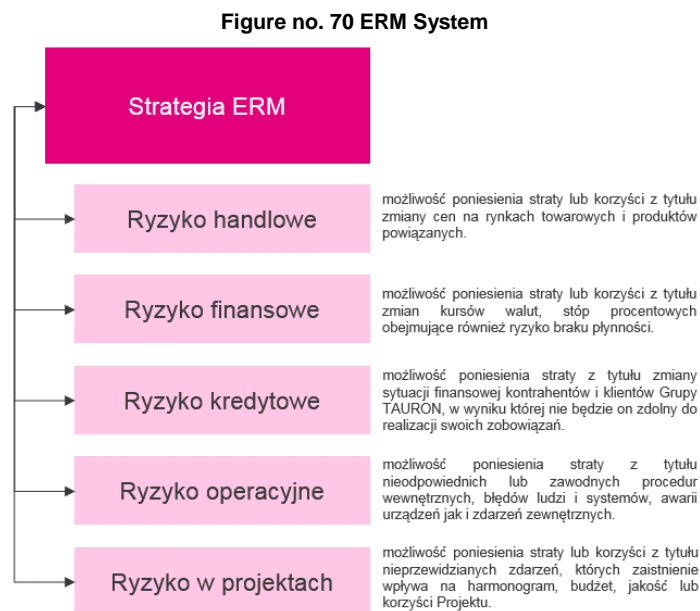 Figure no. 70 ERM System
Strategia ERM
Ryzyko handlowe
możliwość poniesienia straty lub korzyści z tytułu
zmiany cen na rynkach towarowych i produktów
powiązanych.
Ryzyko finansowe
możliwość poniesienia straty lub korzyści z tytułu
zmian kursów walut, stóp procentowych
obejmujące również ryzyko braku płynności.
Ryzyko kredytowe
możliwość poniesienia straty z tytułu zmiany
sytuacji finansowej kontrahentów i klientów Grupy
TAURON, w wyniku której nie będzie on zdolny do
realizacji swoich zobowiązań.
Ryzyko operacyjne
możliwość poniesienia straty z tytułu
nieodpowiednich lub zawodnych procedur
wewnętrznych, błędów ludzi i systemów, awarii
urządzeń jak i zdarzeń zewnętrznych.
Ryzyko w projektach
możliwość poniesienia straty lub korzyści z tytułu
nieprzewidzianych zdarzeń, których zaistnienie
wpływa na harmonogram, budżet, jakość lub
korzyści Projektu.